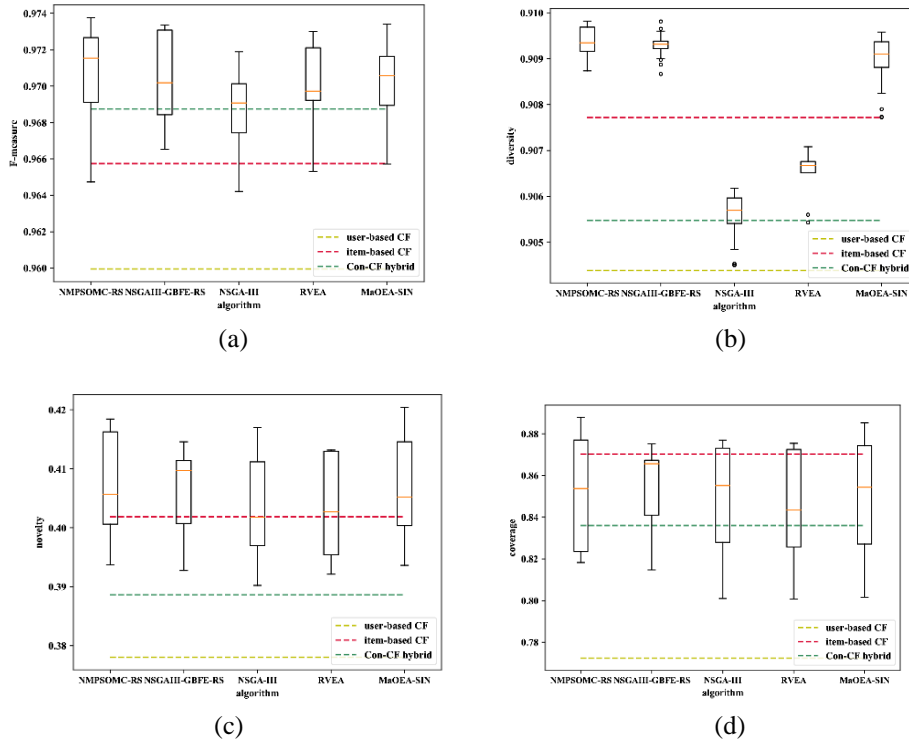 0.974
0.972
0.970
0.968
0.966
0.964
0.962
0.960
F-measurc
user-based CF
item-based CF
Con-CF hybrid
NMPSOMC-RS NSGAIII-GBFE-RS NSGA-III RVEA MaOEA-SIN
algorithm
(a)
0.910
0.909
0.908
0.907
0.906
0.905
diversity
user-based CF
item-based CF
Con-CF hybrid
NMPSOMC-RS NSGAIII-GBFE-RS NSGA-III RVEA MaOEA-SIN
algorithm
(b)
0.42
0.41
0.40
0.39
0.38
novelty
user-based CF
item-based CF
Con-CF hybrid
NMPSOMC-RS NSGAIII-GBFE-RS NSGA-III RVEA MaOEA-SIN
algorithm
(c)
0.88
0.86
0.84
0.82
0.80
0.78
coverage
user-based CF
item-based CF
Con-CF hybrid
NMPSOMC-RS NSGAIII-GBFE-RS NSGA-III RVEA MaOEA-SIN
algorithm
(d)